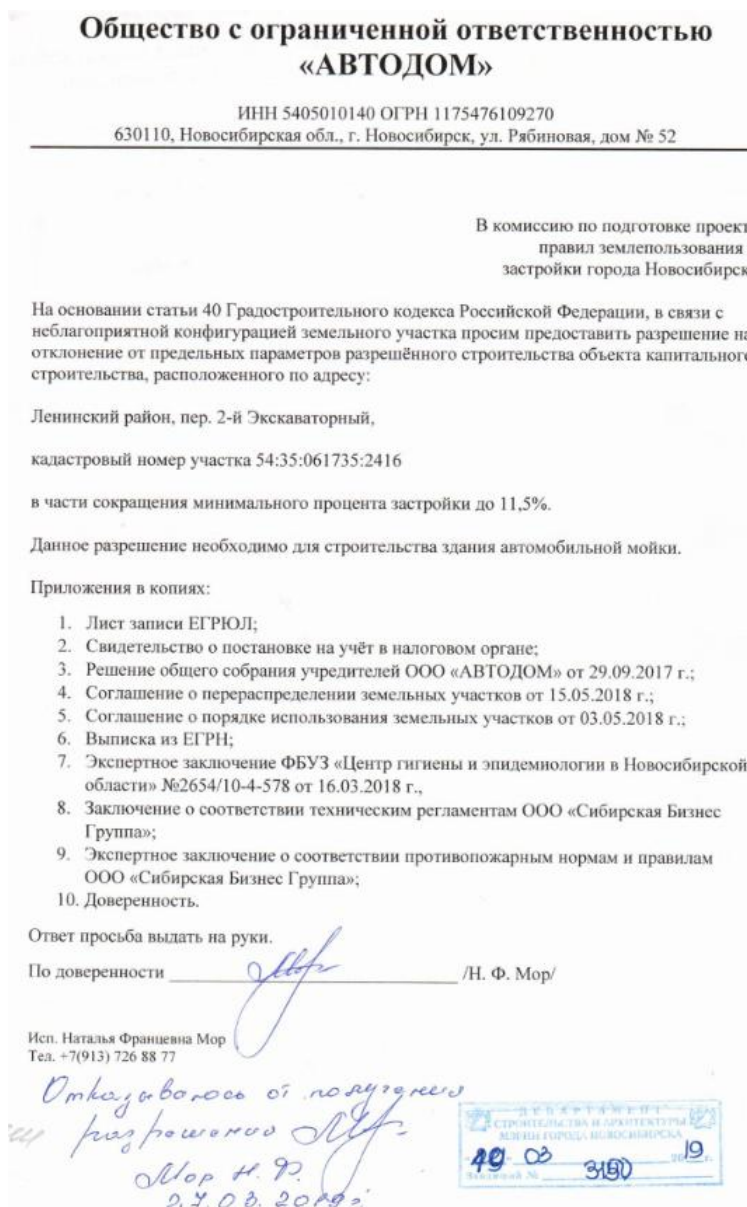 Общество с ограниченной ответственностью
«АВТОДОМ»
ИНН 5405010140 ОГРН 1175476109270
630110, Новосибирская обл., г. Новосибирск, ул. Рябиновая, дом № 52
В комиссию по подготовке проект
правил землепользования
застройки города Новосибирск
На основании статьи 40 Градостроительного кодекса Российской Федерации, в связи с
неблагоприятной конфигурацией земельного участка просим предоставить разрешение на
отклонение от предельных параметров разрешённого строительства объекта капитального
строительства, расположенного по адресу:
Ленинский район, пер. 2-й Экскаваторный,
кадастровый номер участка 54:35:061735:2416
в части сокращения минимального процента застройки до 11,5%.
Данное разрешение необходимо для строительства здания автомобильной мойки.
Приложения в копиях:
1. Лист записи ЕГРЮЛ;
2. Свидетельство о постановке на учёт в налоговом органе;
3. Решение общего собрания учредителей ООО «АВТОДОМ» от 29.09.2017 г.;
4. Соглашение о перераспределении земельных участков от 15.05.2018 г.;
5. Соглашение о порядке использования земельных участков от 03.05.2018 г.;
6. Выписка из ЕГРН;
7. Экспертное заключение ФБУЗ «Центр гигиены и эпидемиологии в Новосибирской
области» №2654/10-4-578 от 16.03.2018 г.,
8. Заключение о соответствии техническим регламентам ООО «Сибирская Бизнес
Группа»;
9. Экспертное заключение о соответствии противопожарным нормам и правилам
ООО «Сибирская Бизнес Группа»;
10. Доверенность.
Ответ просьба выдать на руки.
По доверенности /Н. Ф. Мор/
Исп. Наталья Францевна Мор
Тел. +7(913) 726 88 77
Отказываюсь от получения
разрешения
Мор Н. Ф.
27.03.2019г.
ДЕПАРТАМЕНТ
СТРОИТЕЛЬСТВА И АРХИТЕКТУРЫ
МЭРИИ ГОРОДА НОВОСИБИРСКА
03 2019 г.